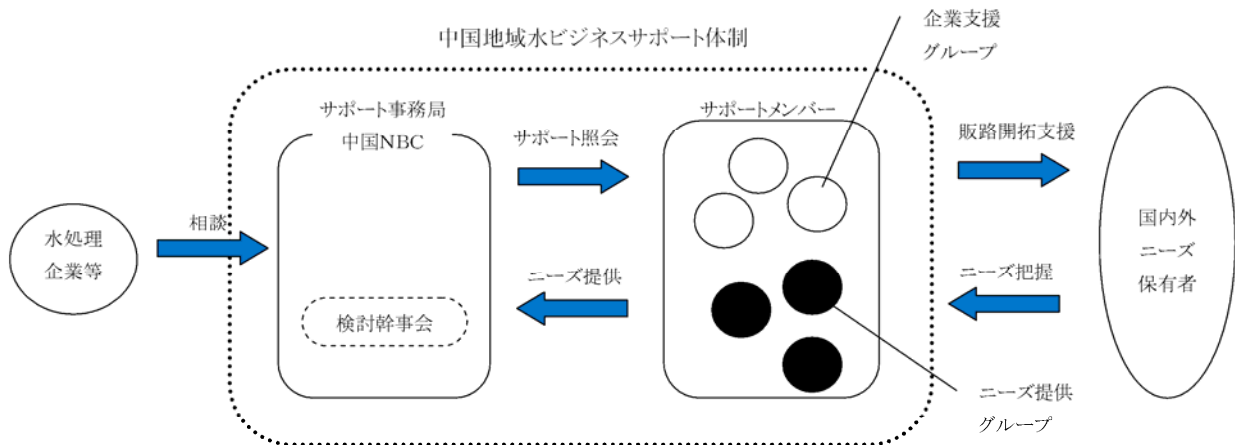 中国地域水ビジネスサポート体制
企業支援
グループ
サポート事務局
中国NBC
サポート照会
サポートメンバー
販路開拓支援
相談
水処理
企業等
国内外
ニーズ
保有者
ニーズ提供
ニーズ把握
検討幹事会
ニーズ提供
グループ